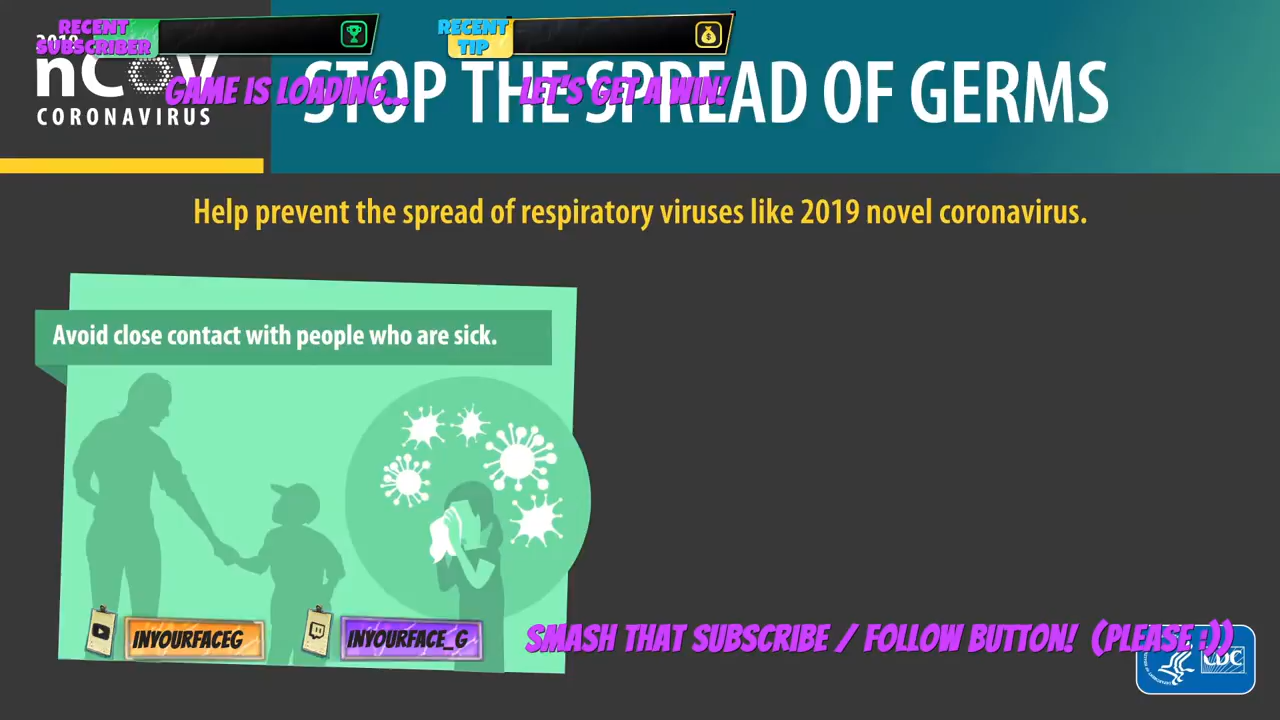 RECENT
SUBSCRIBER
RECENT
TIP
2019
nCoV
CORONAVIRUS
GAME IS LOADING...
LET'S GET A WIN!
STOP THE SPREAD OF GERMS
Help prevent the spread of respiratory viruses like 2019 novel coronavirus.
Avoid close contact with people who are sick.
INYOURFACEG
INYOURFACE_G
SMASH THAT SUBSCRIBE / FOLLOW BUTTON! (PLEASE :))
CDC